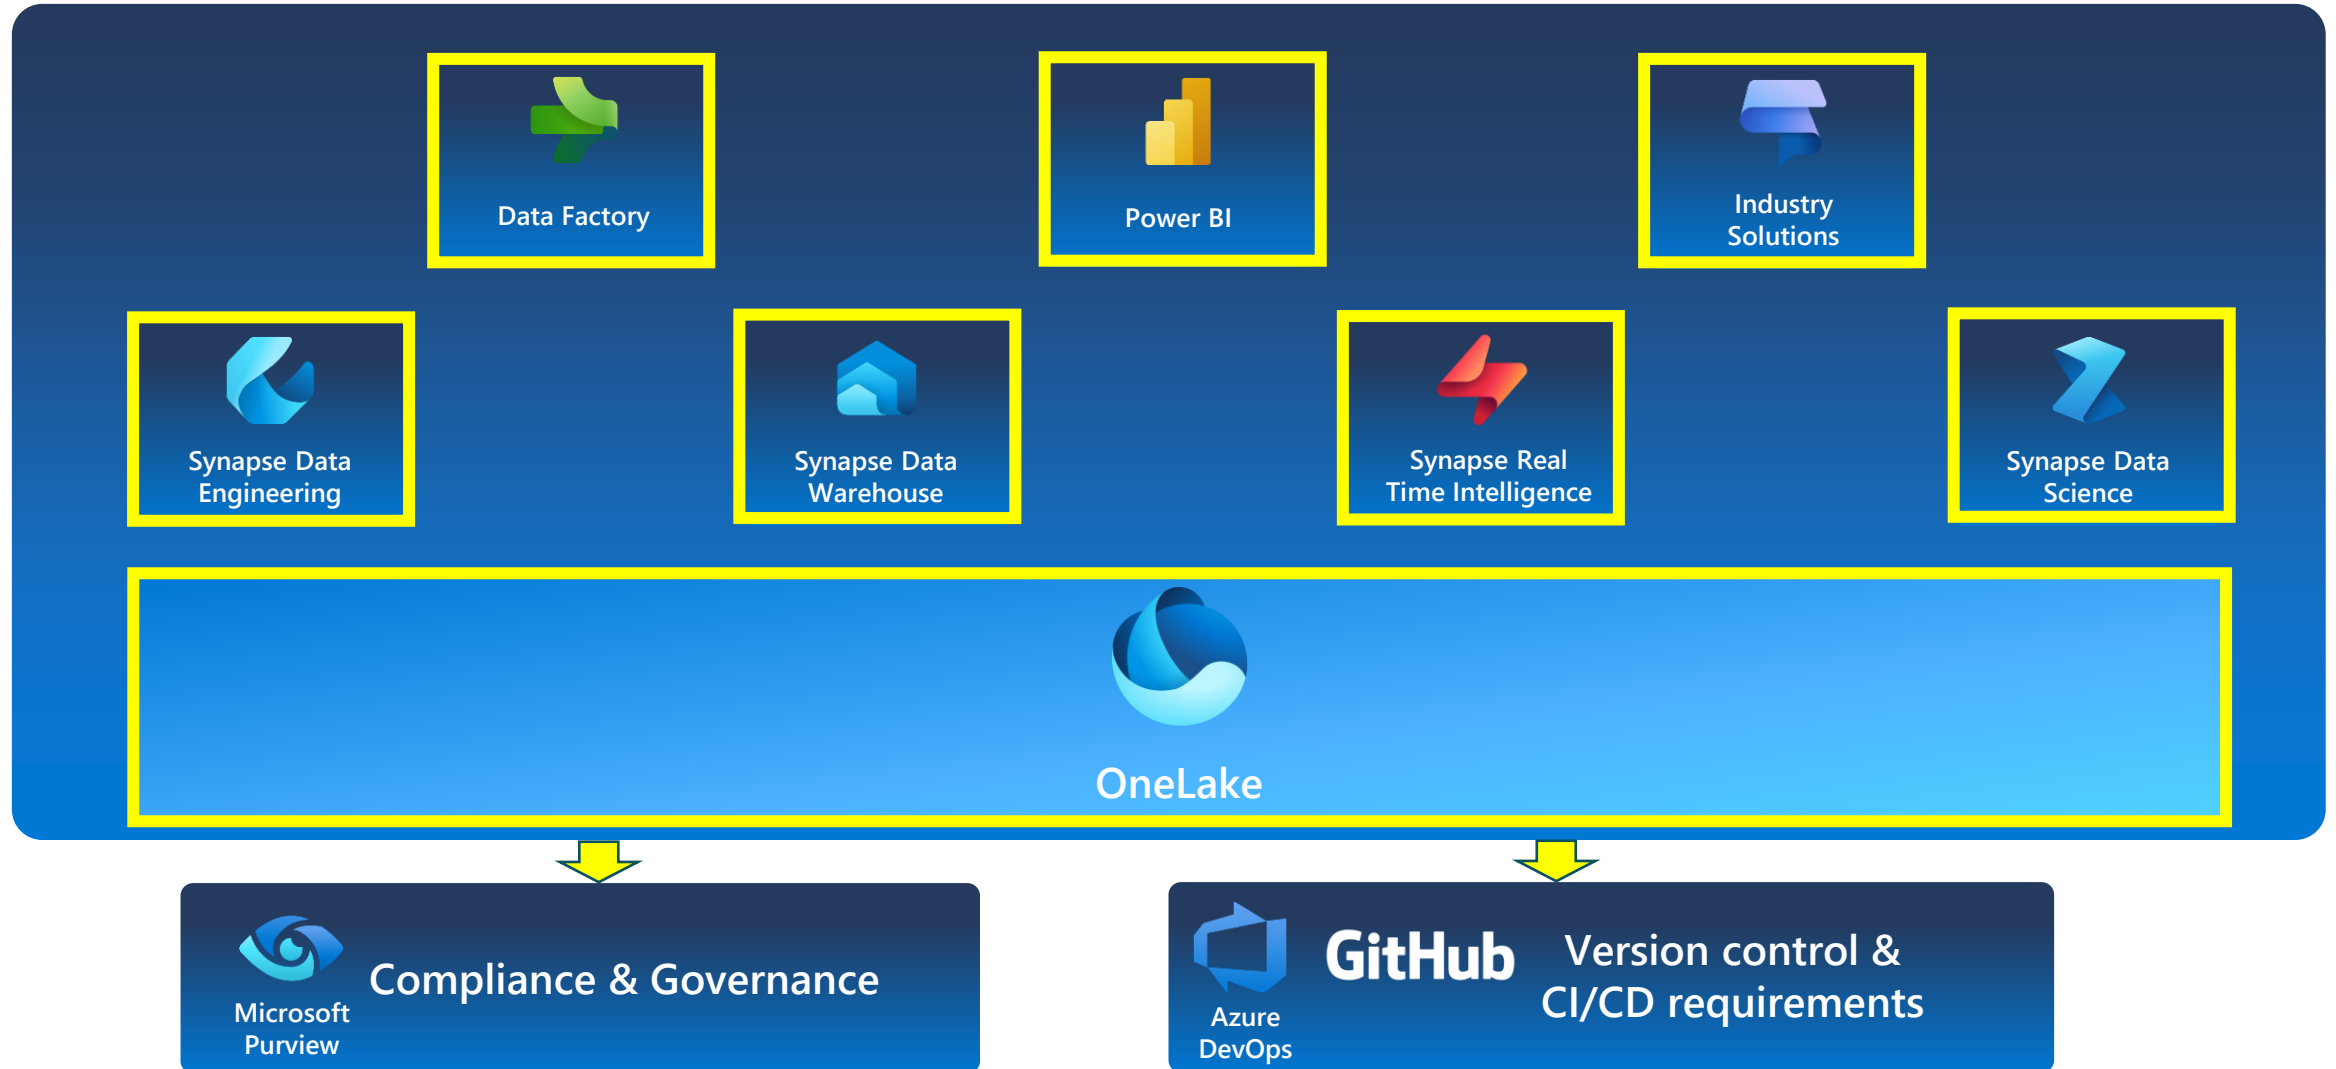 Data Factory
Power BI
Industry
Solutions
Synapse Data
Engineering
Synapse Data
Warehouse
Synapse Real
Time Intelligence
Synapse Data
Science
OneLake
Microsoft
Purview
Compliance & Governance
Azure
DevOps
GitHub
Version control &
CI/CD requirements